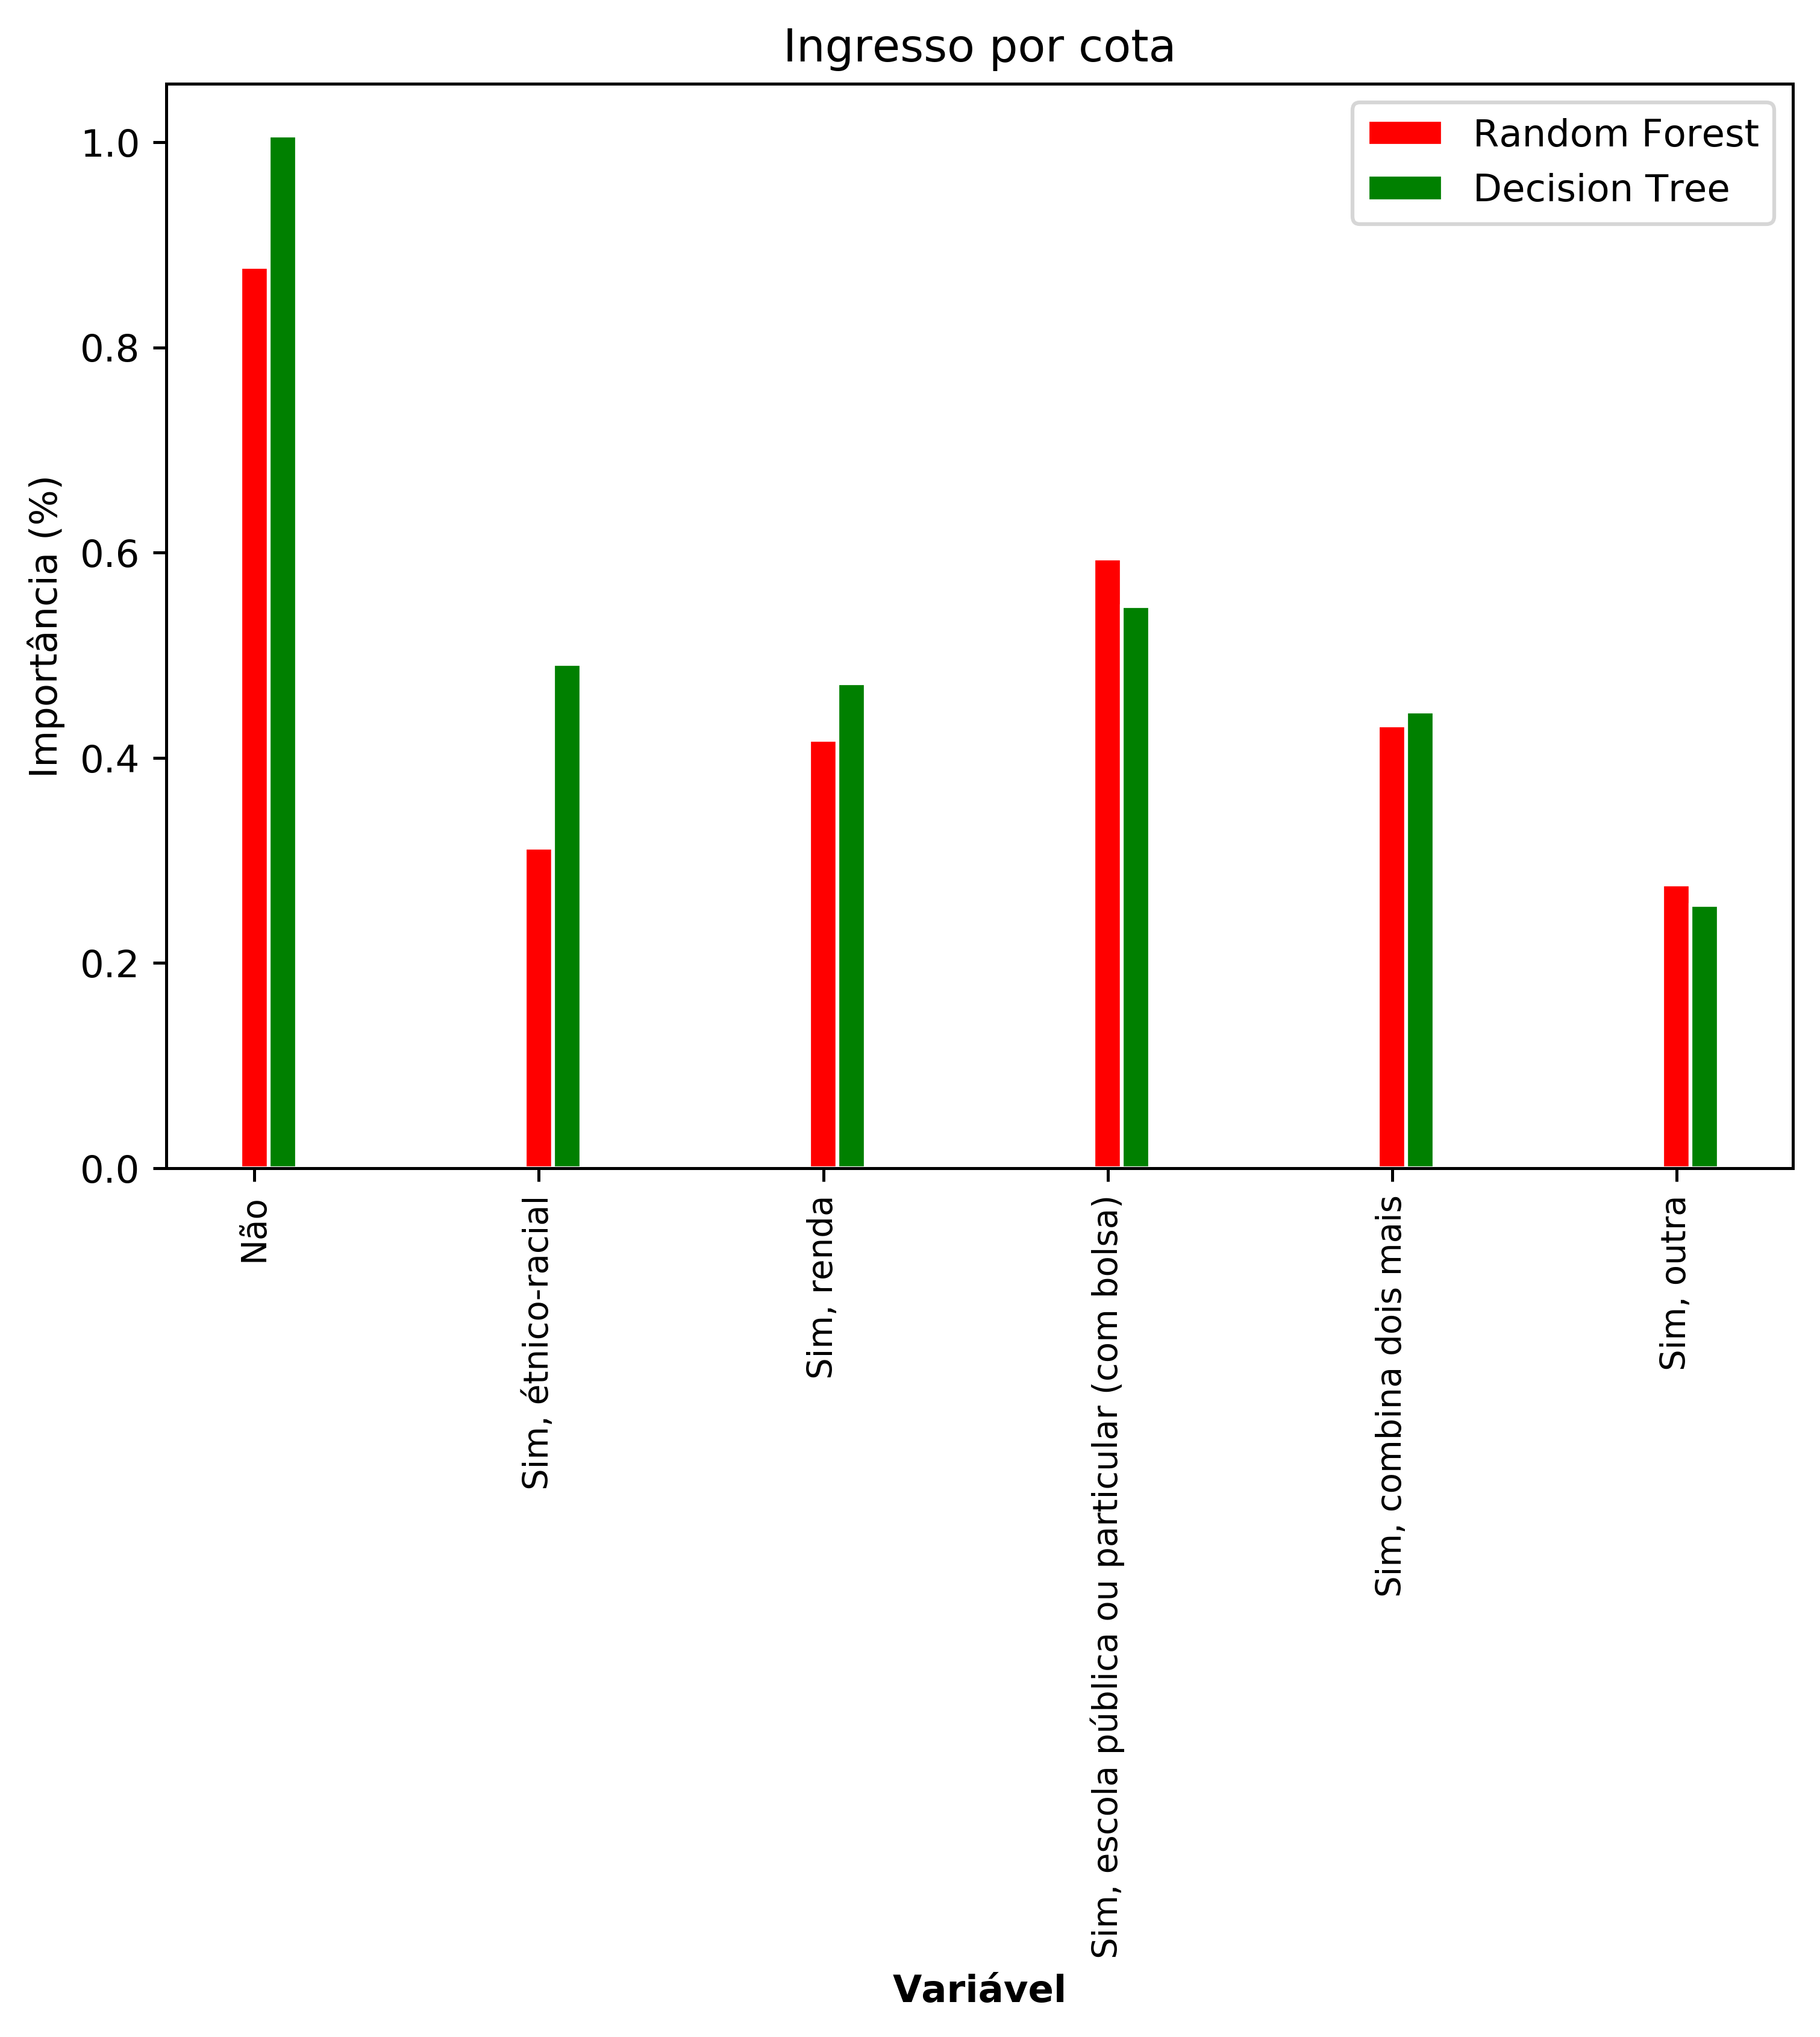 Ingresso por cota
Random Forest
Decision Tree
Importância (%)
1.0
0.8
0.6
0.4
0.2
0.0
Não
Sim, étnico-racial
Sim, renda
Sim, escola pública ou particular (com bolsa)
Sim, combina dois mais
Sim, outra
Variável